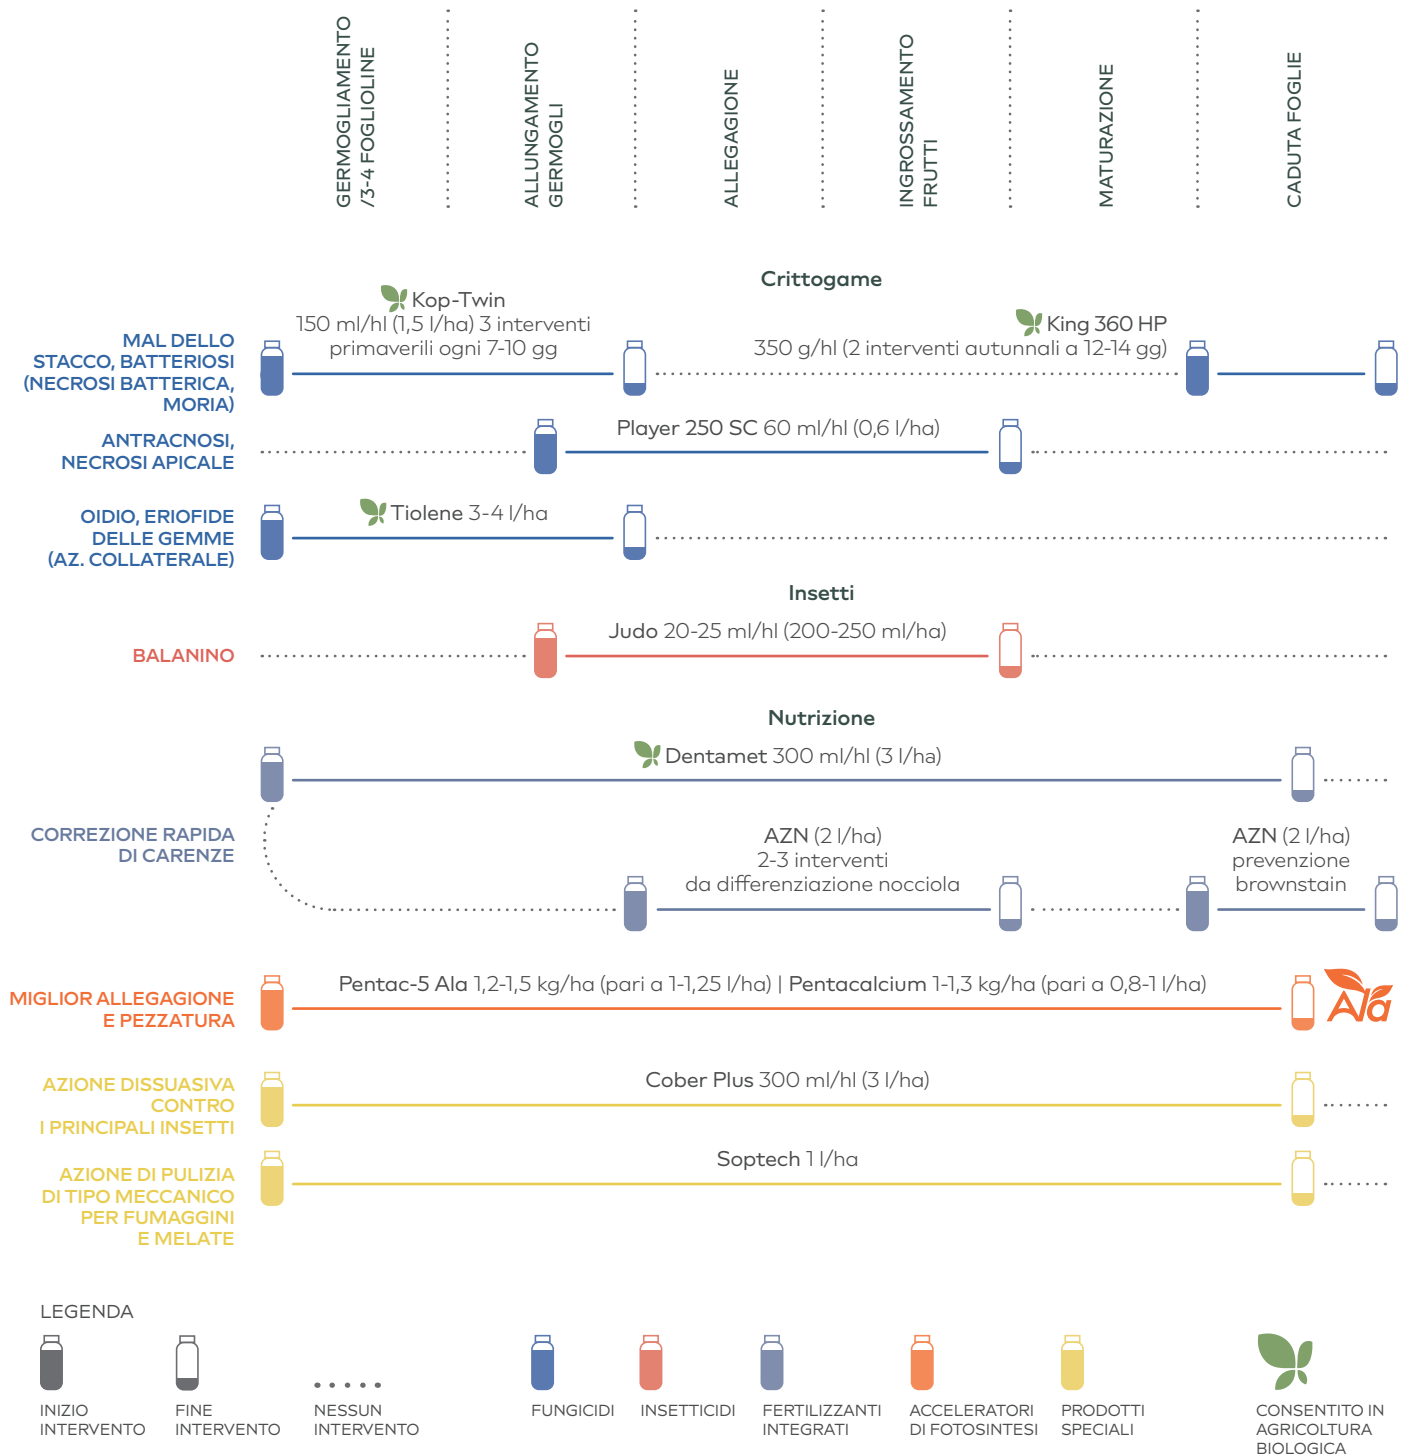 GERMOGLIAMENTO
/3-4 FOGLIOLINE
ALLUNGAMENTO
GERMOGLI
ALLEGAGIONE
INGROSSAMENTO
FRUTTI
MATURAZIONE
CADUTA FOGLIE
Crittogame
MAL DELLO
STACCO, BATTERIOSI
(NECROSI BATTERICA,
MORIA)
Kop-Twin
150 ml/hl (1,5 l/ha) 3 interventi
primaverili ogni 7-10 gg
King 360 HP
350 g/hl (2 interventi autunnali a 12-14 gg)
ANTRACNOSI,
NECROSI APICALE
Player 250 SC 60 ml/hl (0,6 l/ha)
OIDIO, ERIOFIDE
DELLE GEMME
(AZ. COLLATERALE)
Tiolene 3-4 l/ha
Insetti
BALANINO
Judo 20-25 ml/hl (200-250 ml/ha)
Nutrizione
Dentamet 300 ml/hl (3 l/ha)
CORREZIONE RAPIDA
DI CARENZE
AZN (2 l/ha)
2-3 interventi
da differenziazione nocciola
AZN (2 l/ha)
prevenzione
brownstain
MIGLIOR ALLEGAGIONE
E PEZZATURA
Pentac-5 Ala 1,2-1,5 kg/ha (pari a 1-1,25 l/ha) | Pentacalcium 1-1,3 kg/ha (pari a 0,8-1 l/ha)
Ala
AZIONE DISSUASIVA
CONTRO
I PRINCIPALI INSETTI
Cober Plus 300 ml/hl (3 l/ha)
AZIONE DI PULIZIA
DI TIPO MECCANICO
PER FUMAGGINI
E MELATE
Soptech 1 l/ha
LEGENDA
INIZIO
INTERVENTO
FINE
INTERVENTO
NESSUN
INTERVENTO
FUNGICIDI
INSETTICIDI
FERTILIZZANTI
INTEGRATI
ACCELERATORI
DI FOTOSINTESI
PRODOTTI
SPECIALI
CONSENTITO IN
AGRICOLTURA
BIOLOGICA